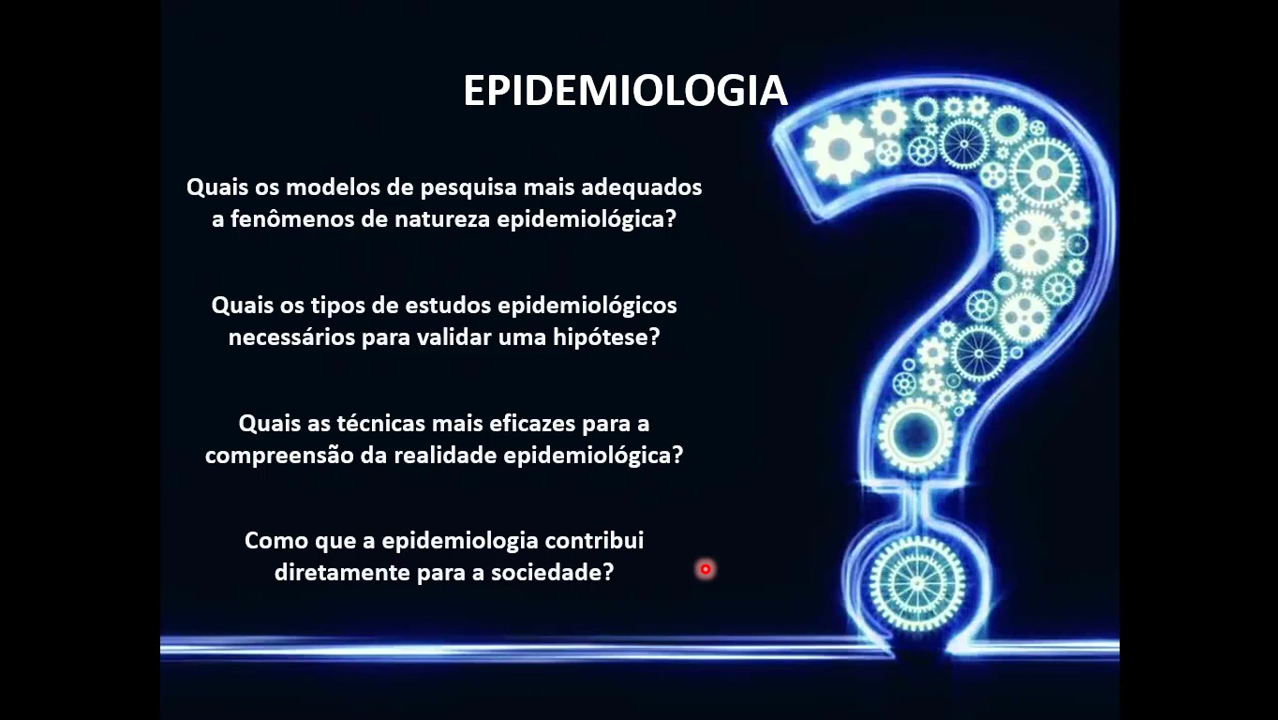 EPIDEMIOLOGIA
Quais os modelos de pesquisa mais adequados
a fenômenos de natureza epidemiológica?
Quais os tipos de estudos epidemiológicos
necessários para validar uma hipótese?
Quais as técnicas mais eficazes para a
compreensão da realidade epidemiológica?
Como que a epidemiologia contribui
diretamente para a sociedade?